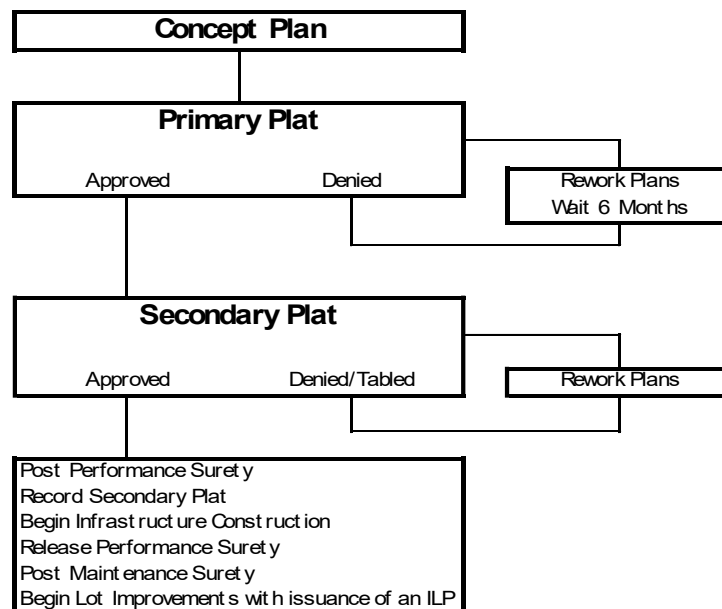 Concept Plan
Primary Plat
Approved Denied
Rework Plans
Wait 6 Months
Secondary Plat
Approved Denied/Tabled
Rework Plans
Post Performance Surety
Record Secondary Plat
Begin Infrastructure Construction
Release Performance Surety
Post Maintenance Surety
Begin Lot Improvements with issuance of an ILP